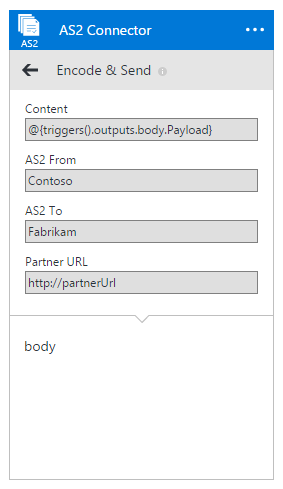 AS2 Connector
AS2
Encode & Send
Content
@{triggers().outputs.body.Payload}
AS2 From
Contoso
AS2 To
Fabrikam
Partner URL
http://partnerUrl
body